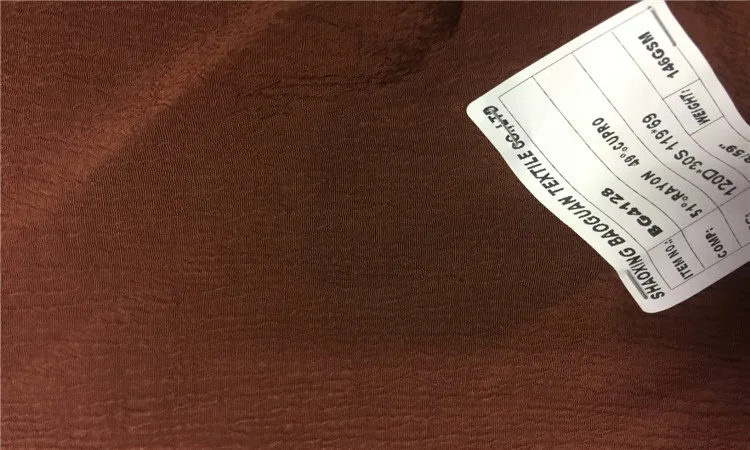 SHAOXING BAOGUAN TEXTILE CO.,LTD
ITEM NO.: BG4128
COMP: 51%RAYON 49%CUPRO
120D*30S 119*69
WEIGHT: 146GSM